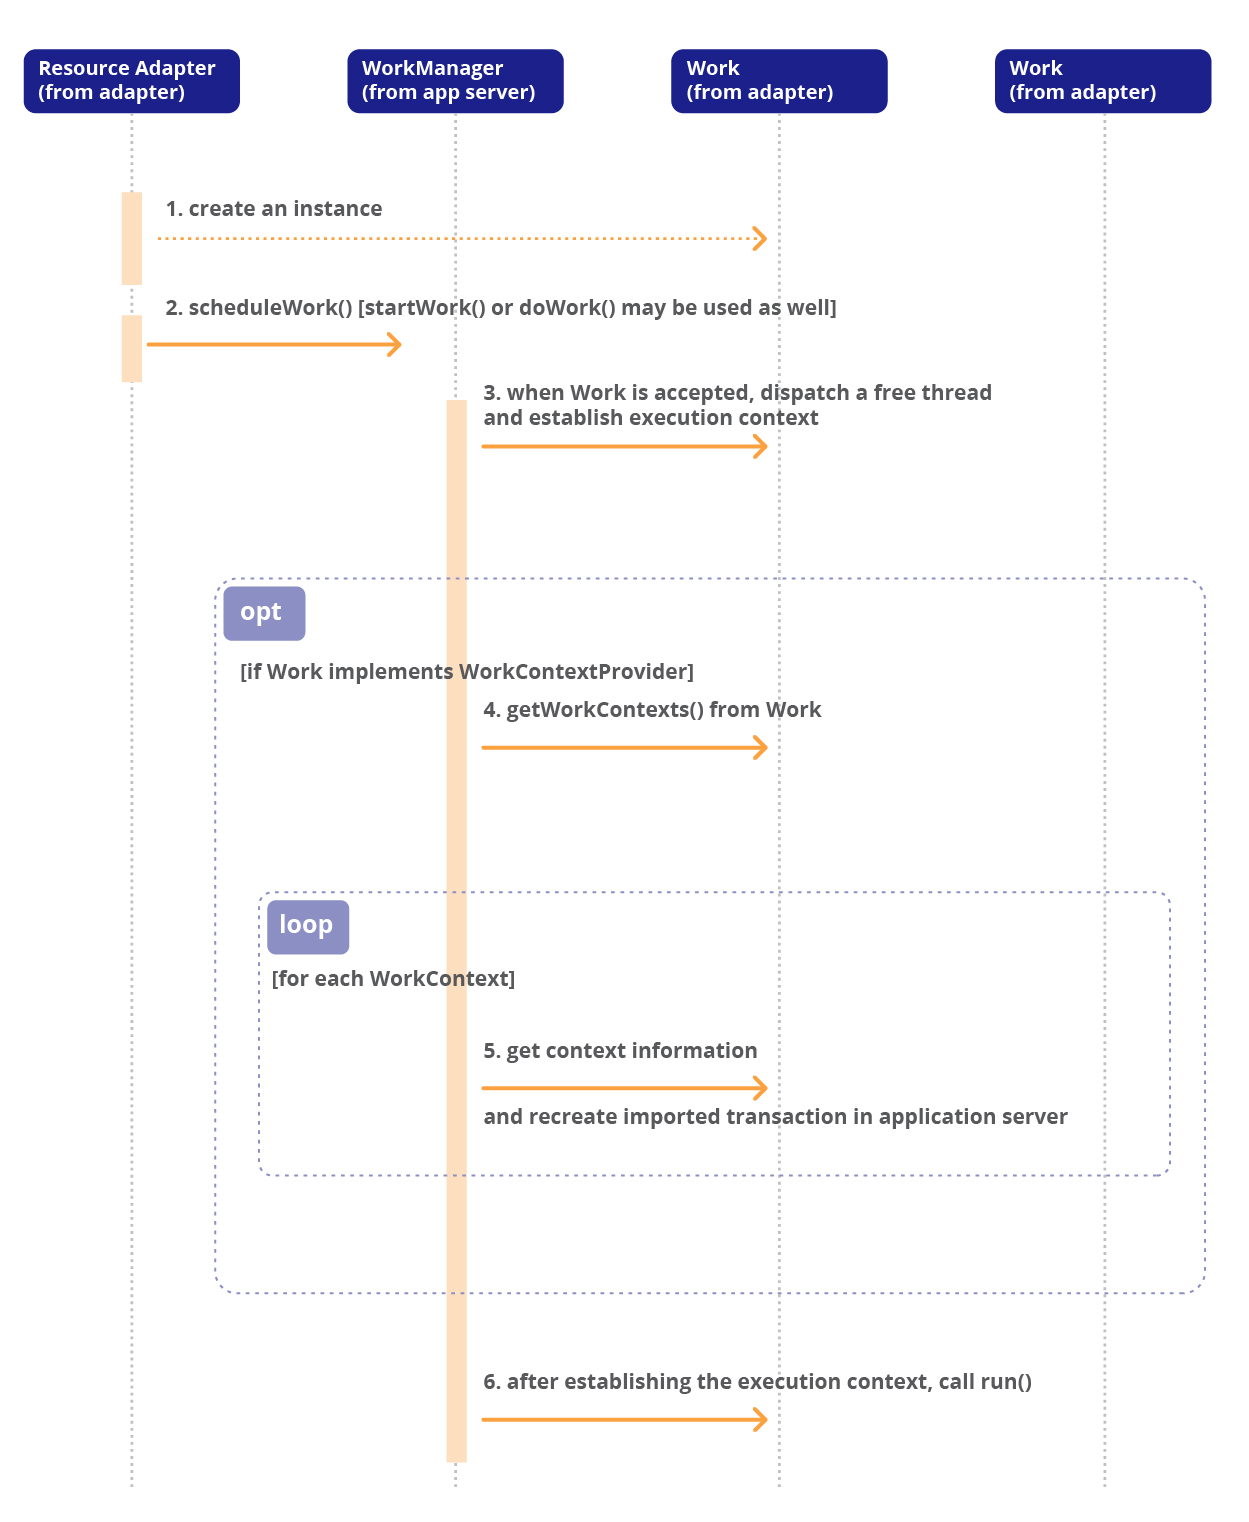 Resource Adapter
(from adapter)
WorkManager
(from app server)
Work
(from adapter)
Work
(from adapter)
1. create an instance
2. scheduleWork() [startWork() or doWork() may be used as well]
3. when Work is accepted, dispatch a free thread
and establish execution context
opt
[if Work implements WorkContextProvider]
4. getWorkContexts() from Work
loop
[for each WorkContext]
5. get context information
and recreate imported transaction in application server
6. after establishing the execution context, call run()